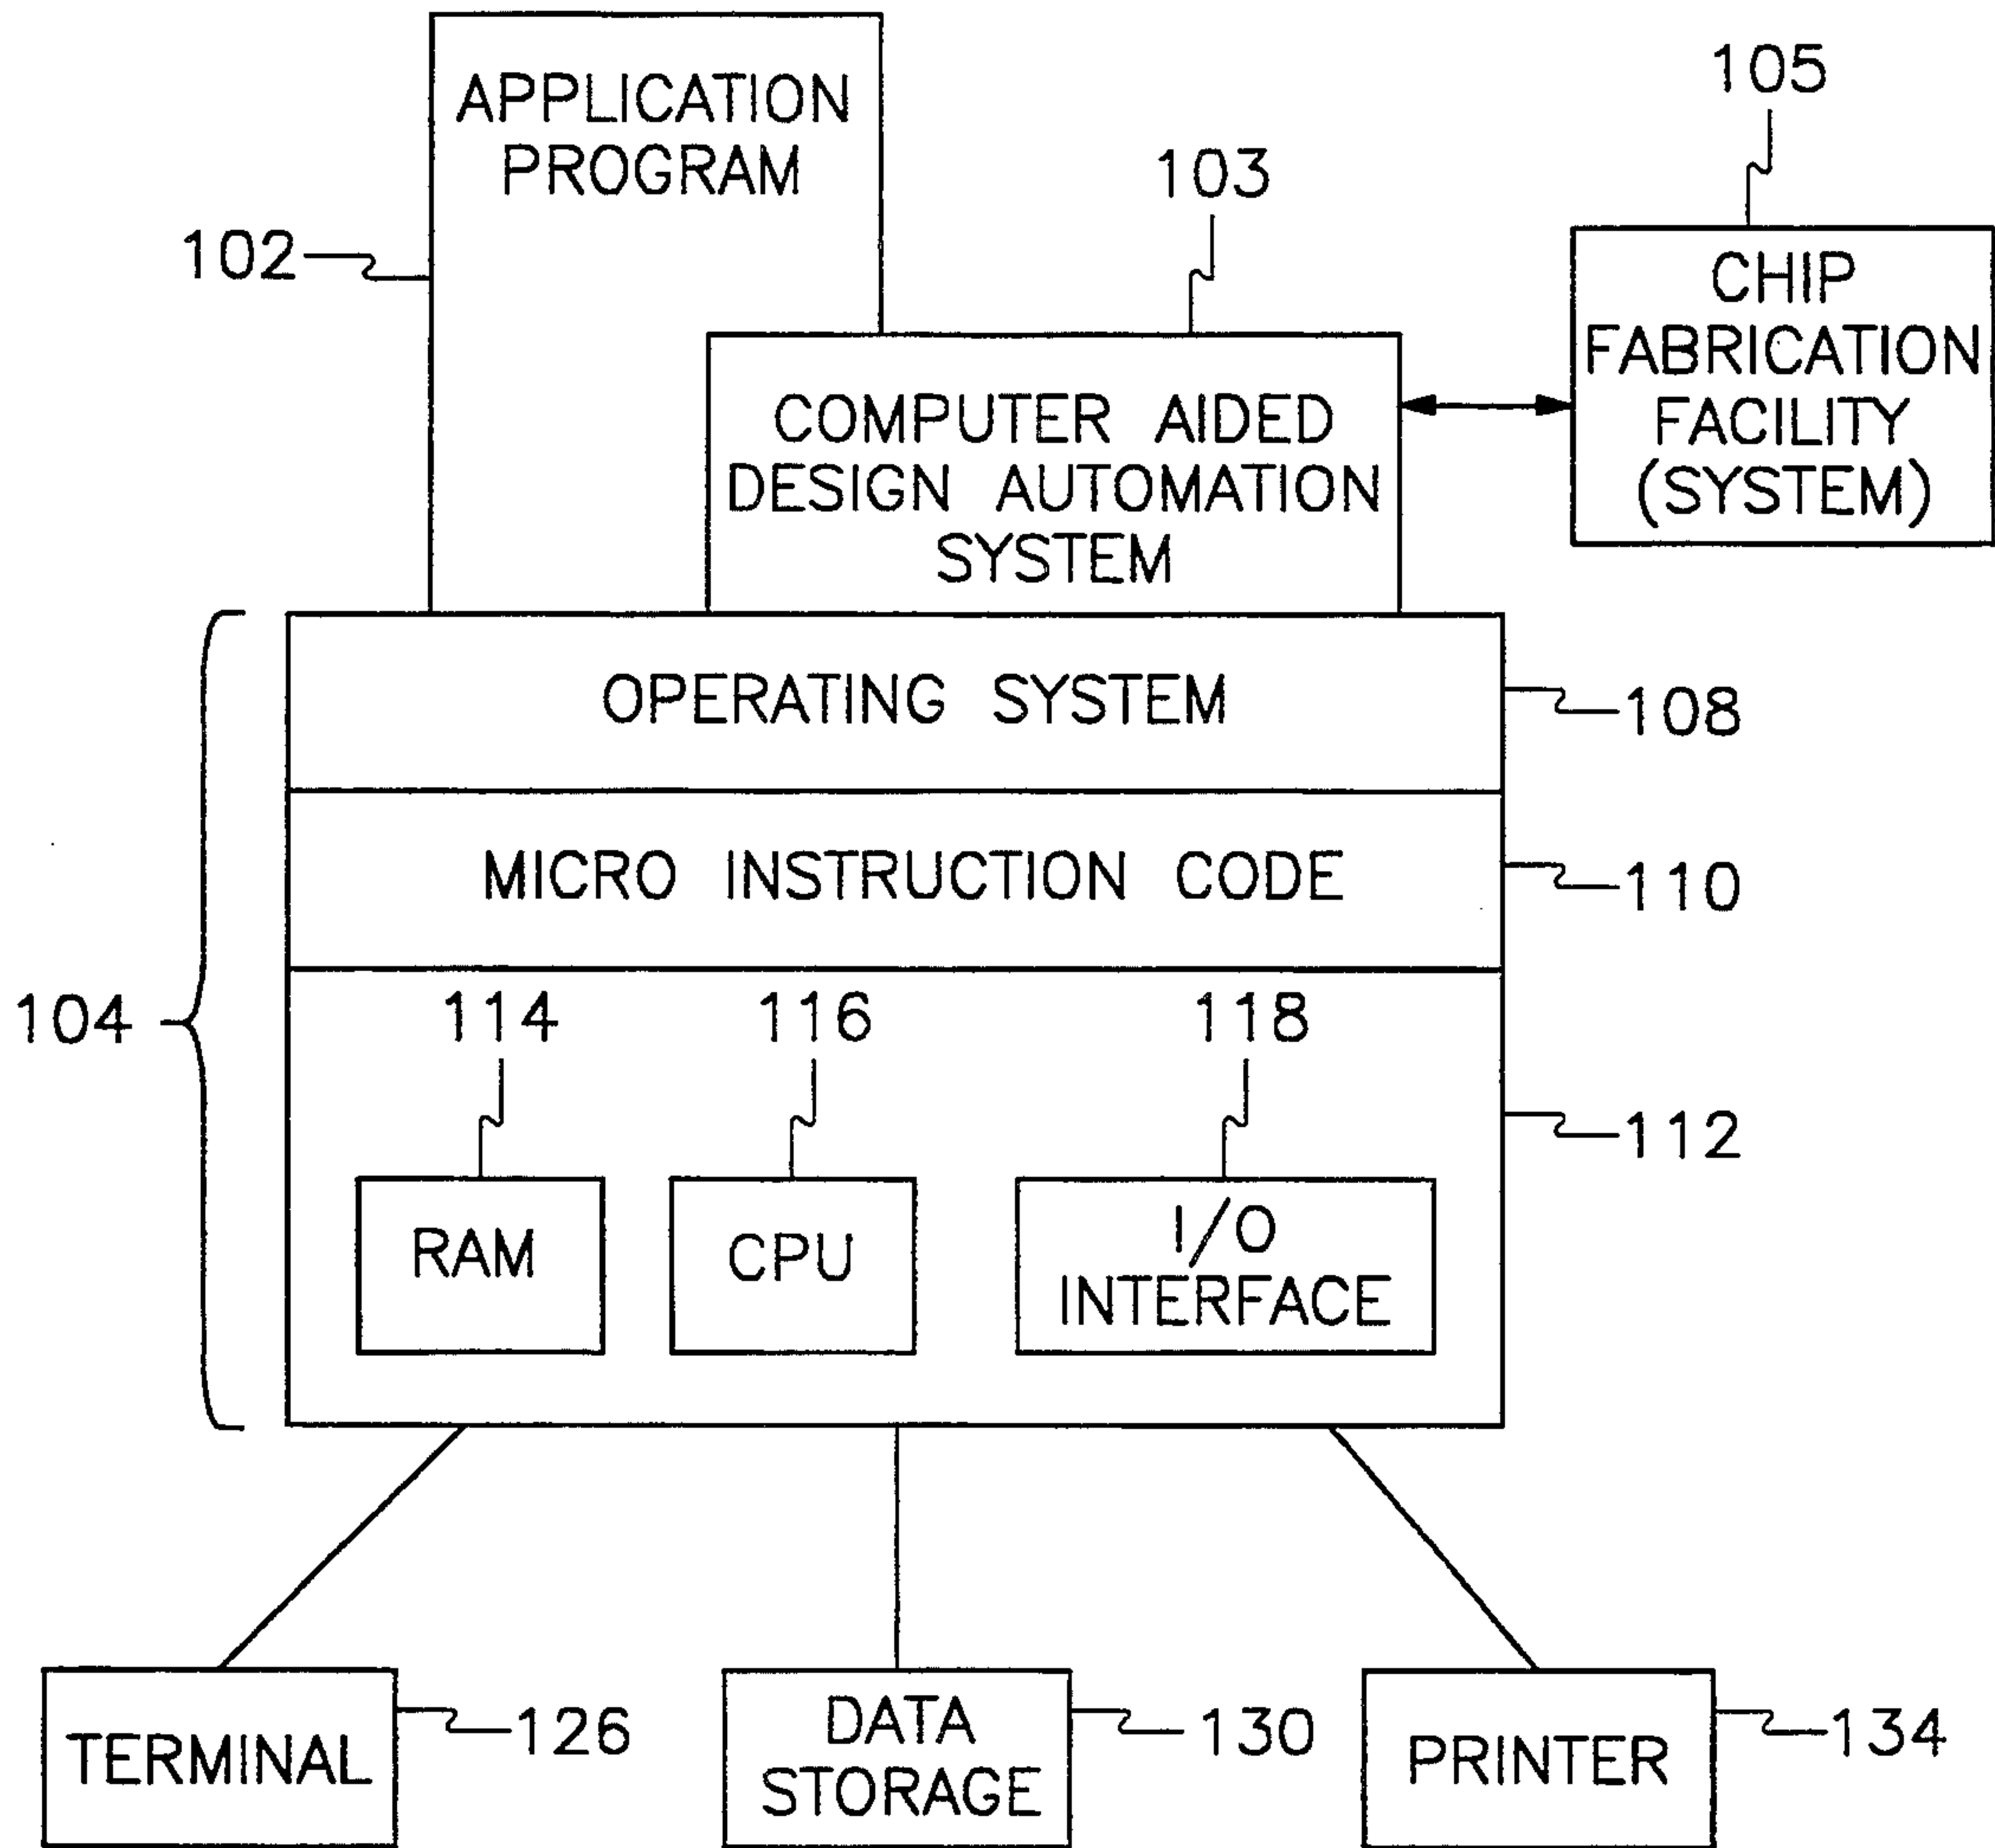 APPLICATION
PROGRAM
102
103
105
COMPUTER AIDED
DESIGN AUTOMATION
SYSTEM
CHIP
FABRICATION
FACILITY
(SYSTEM)
OPERATING SYSTEM
108
MICRO INSTRUCTION CODE
110
104
114
116
118
112
RAM
CPU
I/O
INTERFACE
TERMINAL
126
DATA
STORAGE
130
PRINTER
134